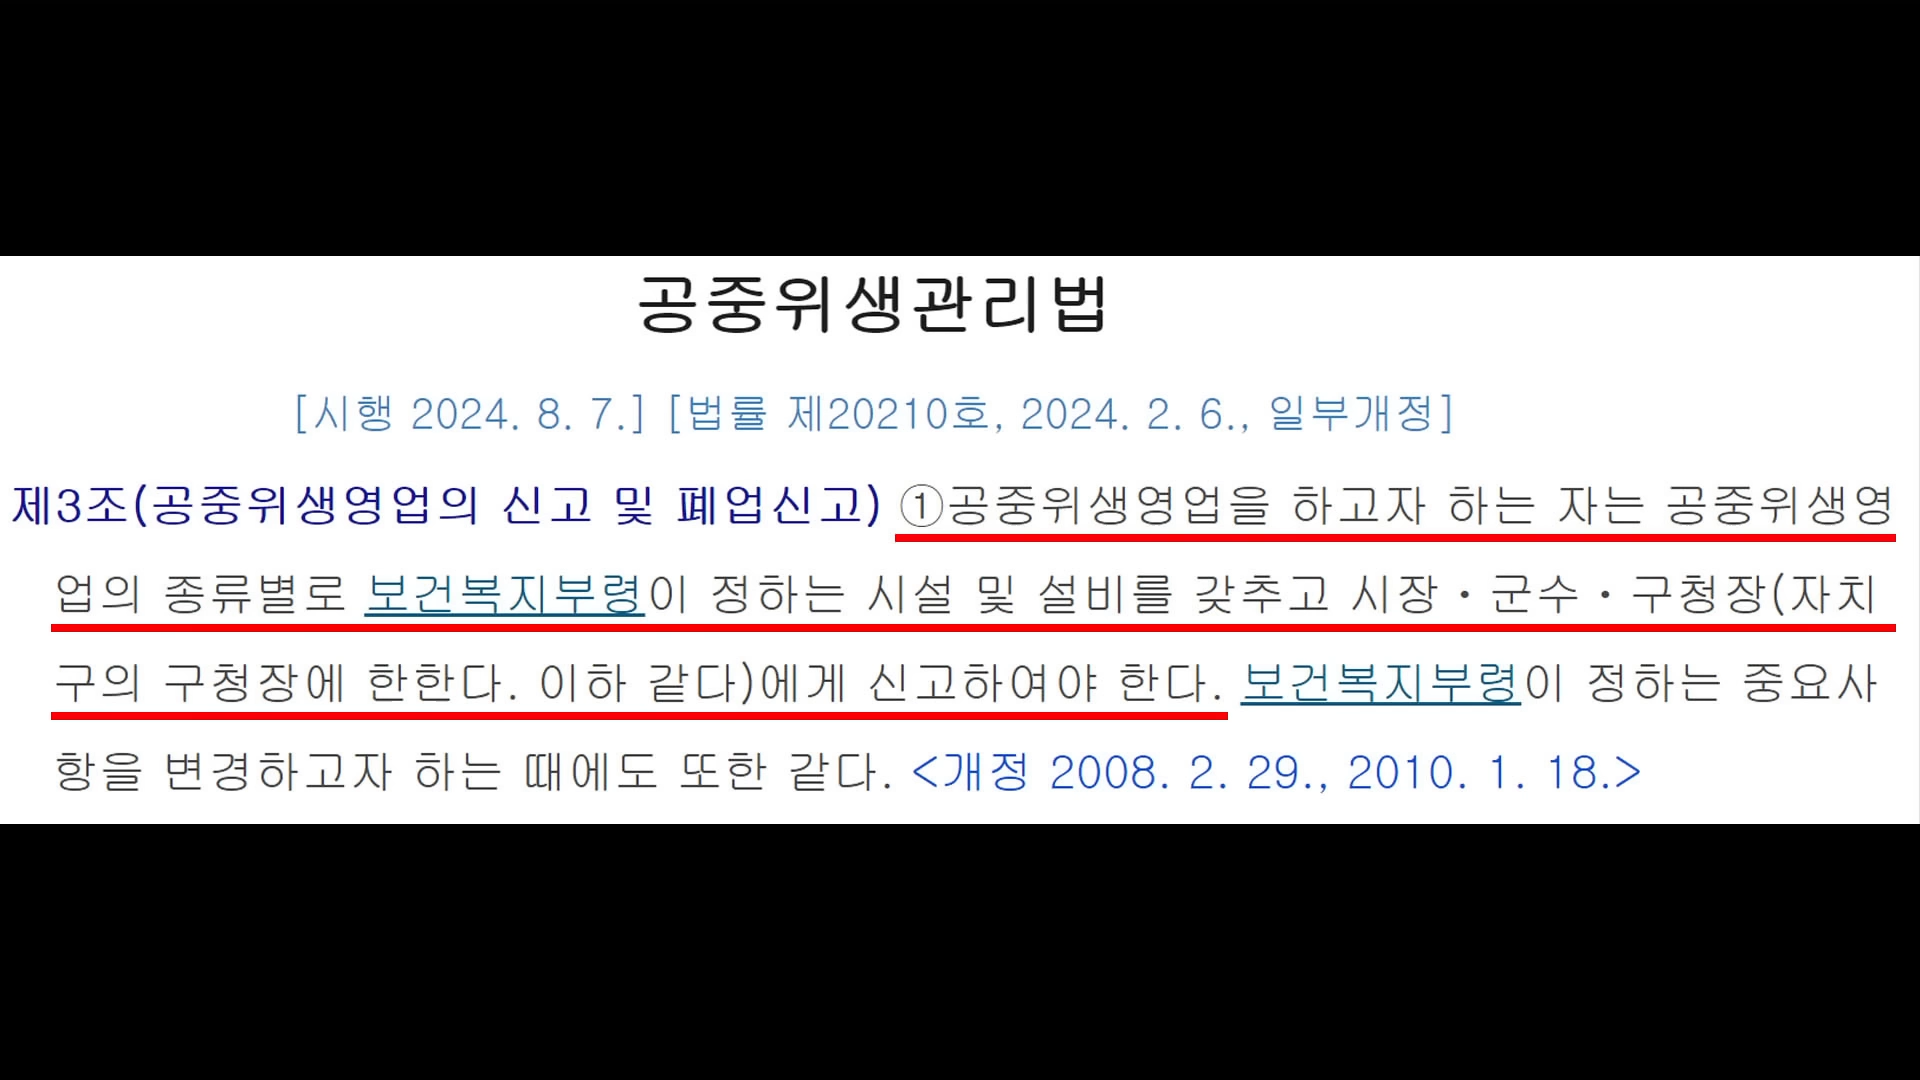 공중위생관리법
[시행 2024. 8. 7.] [법률 제20210호, 2024. 2. 6., 일부개정]
제3조(공중위생영업의 신고 및 폐업신고) ①공중위생영업을 하고자 하는 자는 공중위생영
업의 종류별로 보건복지부령이 정하는 시설 및 설비를 갖추고 시장・군수・구청장(자치
구의 구청장에 한한다. 이하 같다)에게 신고하여야 한다. 보건복지부령이 정하는 중요사
항을 변경하고자 하는 때에도 또한 같다. <개정 2008. 2. 29., 2010. 1. 18.>